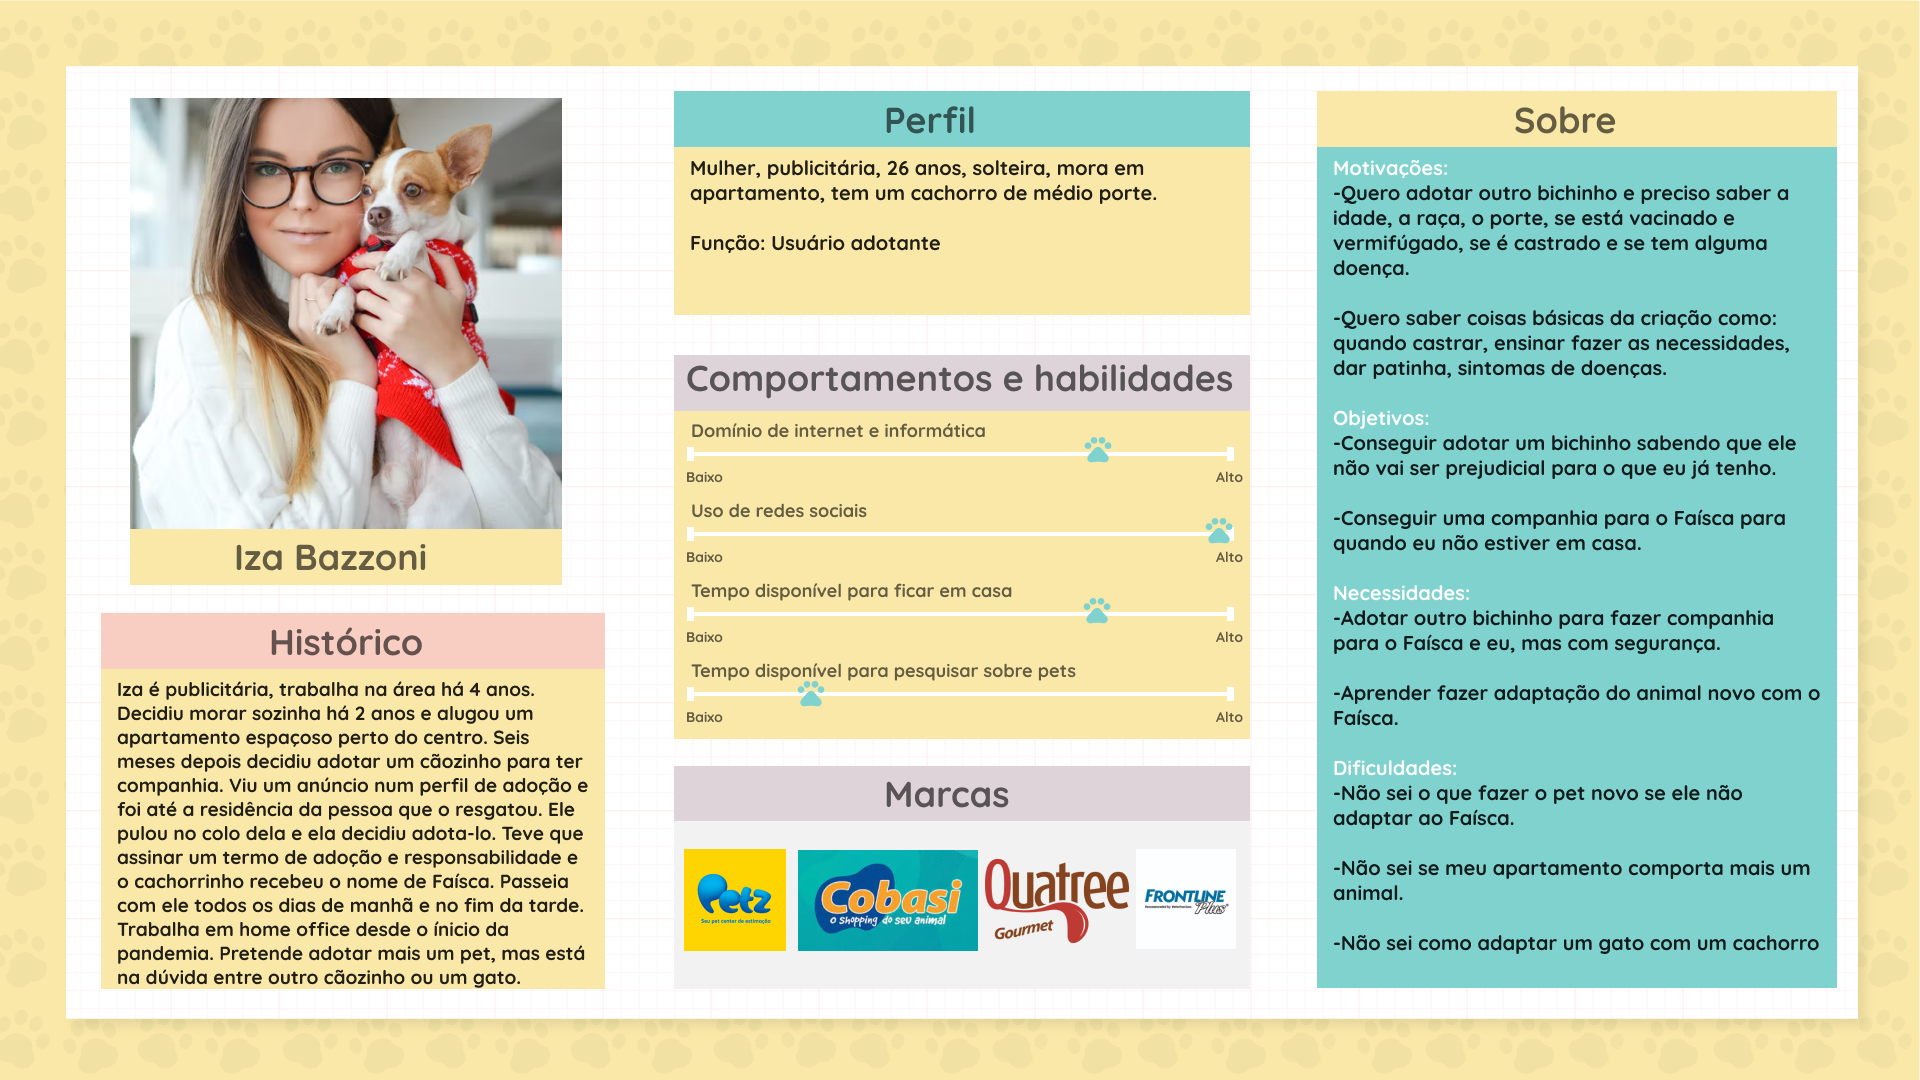 Iza Bazzoni
Histórico
Iza é publicitária, trabalha na área há 4 anos.
Decidiu morar sozinha há 2 anos e alugou um
apartamento espaçoso perto do centro. Seis
meses depois decidiu adotar um cãozinho para ter
companhia. Viu um anúncio num perfil de adoção e
foi até a residência da pessoa que o resgatou. Ele
pulou no colo dela e ela decidiu adota-lo. Teve que
assinar um termo de adoção e responsabilidade e
o cachorrinho recebeu o nome de Faísca. Passeia
com ele todos os dias de manhã e no fim da tarde.
Trabalha em home office desde o ínicio da
pandemia. Pretende adotar mais um pet, mas está
na dúvida entre outro cãozinho ou um gato.
Perfil
Mulher, publicitária, 26 anos, solteira, mora em
apartamento, tem um cachorro de médio porte.
Função: Usuário adotante
Comportamentos e habilidades
Domínio de internet e informática
Baixo Alto
Uso de redes sociais
Baixo Alto
Tempo disponível para ficar em casa
Baixo Alto
Tempo disponível para pesquisar sobre pets
Baixo Alto
Marcas
Petz
Seu pet center de estimação
Cobasi
o Shopping do seu animal
Quatree
Gourmet
FRONTLINE
Plus
Sobre
Motivações:
-Quero adotar outro bichinho e preciso saber a
idade, a raça, o porte, se está vacinado e
vermifúgado, se é castrado e se tem alguma
doença.
-Quero saber coisas básicas da criação como:
quando castrar, ensinar fazer as necessidades,
dar patinha, sintomas de doenças.
Objetivos:
-Conseguir adotar um bichinho sabendo que ele
não vai ser prejudicial para o que eu já tenho.
-Conseguir uma companhia para o Faísca para
quando eu não estiver em casa.
Necessidades:
-Adotar outro bichinho para fazer companhia
para o Faísca e eu, mas com segurança.
-Aprender fazer adaptação do animal novo com o
Faísca.
Dificuldades:
-Não sei o que fazer o pet novo se ele não
adaptar ao Faísca.
-Não sei se meu apartamento comporta mais um
animal.
-Não sei como adaptar um gato com um cachorro